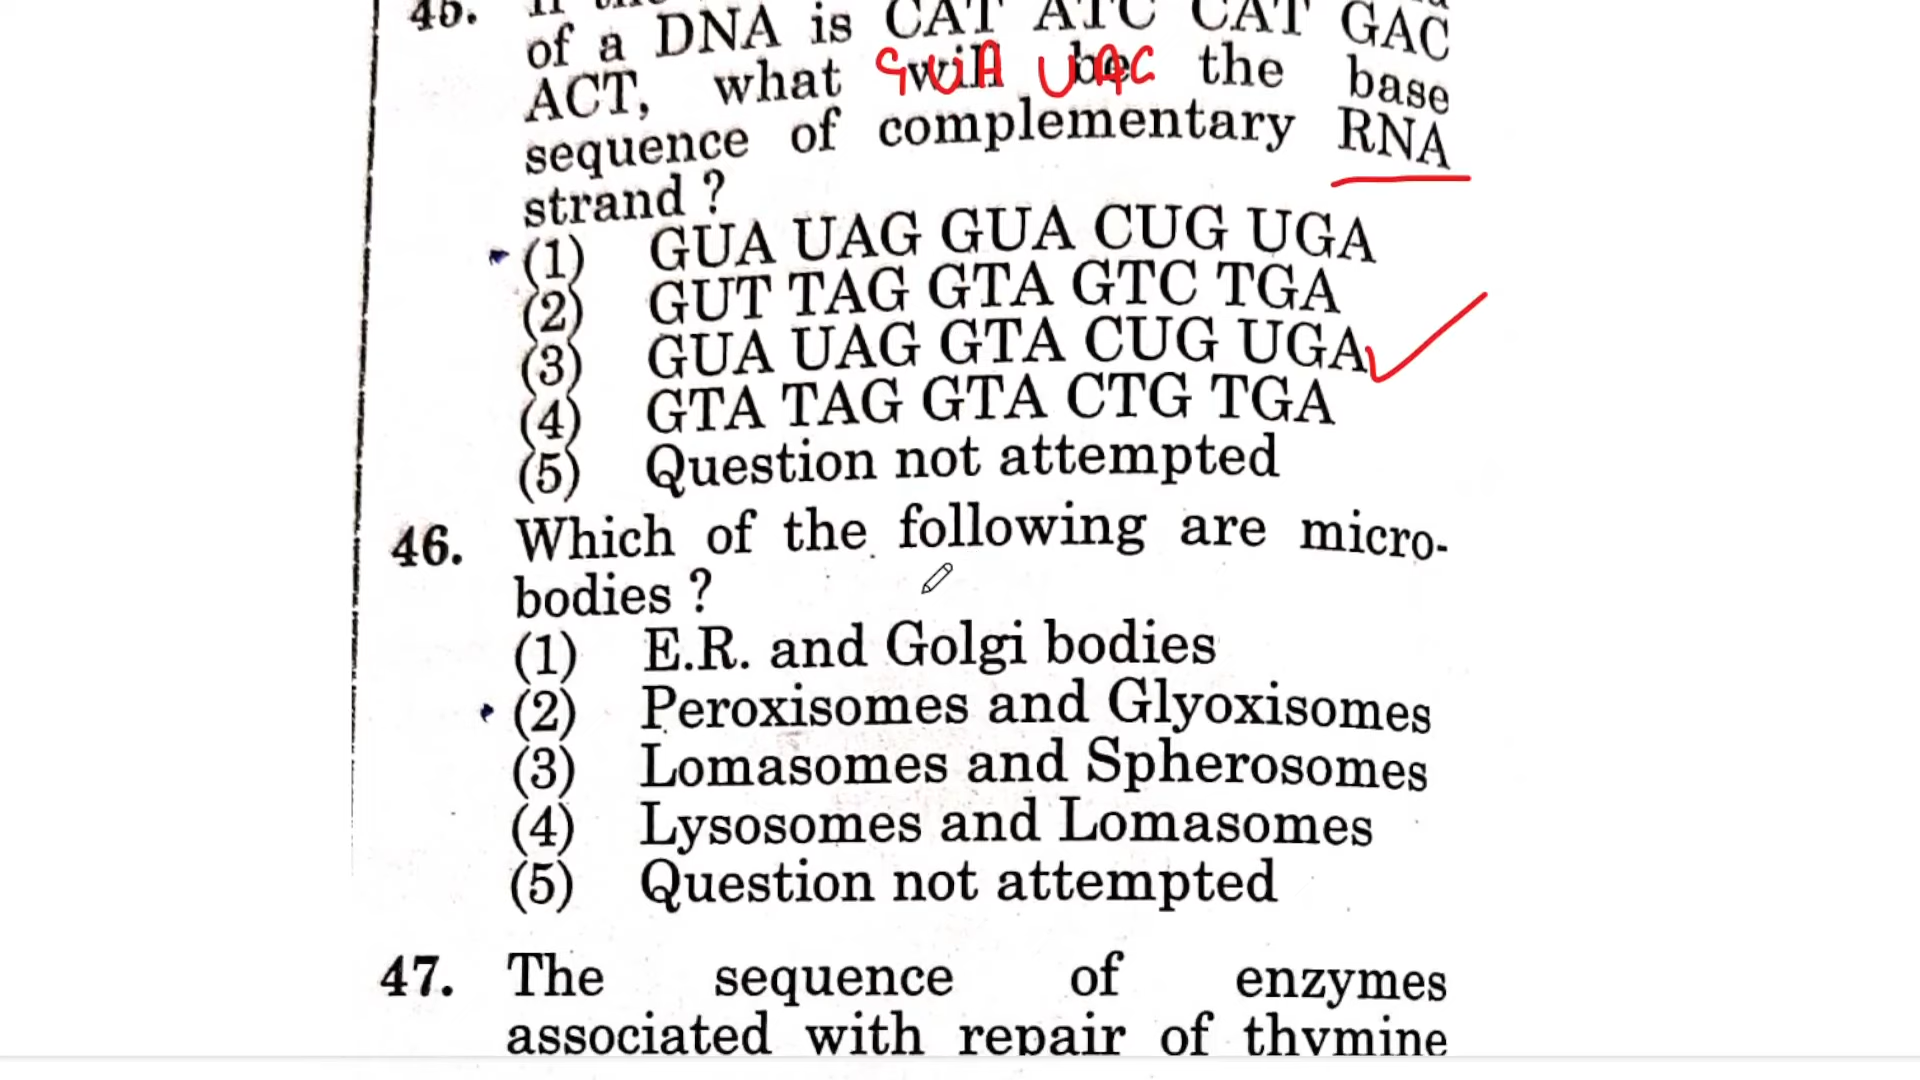 45.
of a DNA is CAT ATC CAT GAC
ACT, what will be the base
GUA UAG
sequence of complementary RNA
strand ?
(1) GUA UAG GUA CUG UGA
(2) GUT TAG GTA GTC TGA
(3) GUA UAG GTA CUG UGA
(4) GTA TAG GTA CTG TGA
(5) Question not attempted
46. Which of the following are micro-
bodies ?
(1) E.R. and Golgi bodies
(2) Peroxisomes and Glyoxisomes
(3) Lomasomes and Spherosomes
(4) Lysosomes and Lomasomes
(5) Question not attempted
47. The sequence of enzymes
associated with repair of thymine